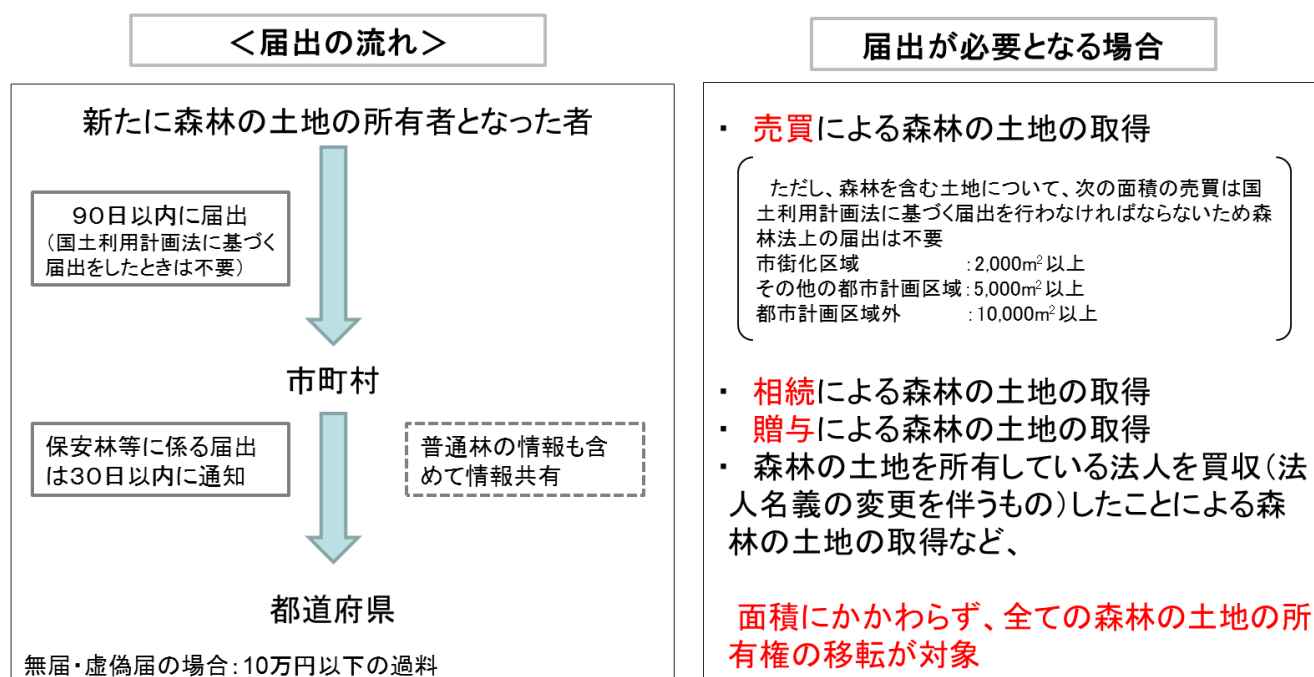 ＜届出の流れ＞
新たに森林の土地の所有者となった者
90日以内に届出
（国土利用計画法に基づく
届出をしたときは不要）
市町村
保安林等に係る届出
は30日以内に通知
普通林の情報も含
めて情報共有
都道府県
無届・虚偽届の場合：10万円以下の過料
届出が必要となる場合
・ 売買による森林の土地の取得
ただし、森林を含む土地について、次の面積の売買は国
土利用計画法に基づく届出を行わなければならないため森
林法上の届出は不要
市街化区域 ：2,000m²以上
その他の都市計画区域：5,000m²以上
都市計画区域外 ：10,000m²以上
・ 相続による森林の土地の取得
・ 贈与による森林の土地の取得
・ 森林の土地を所有している法人を買収（法
人名義の変更を伴うもの）したことによる森
林の土地の取得など、
面積にかかわらず、全ての森林の土地の所
有権の移転が対象